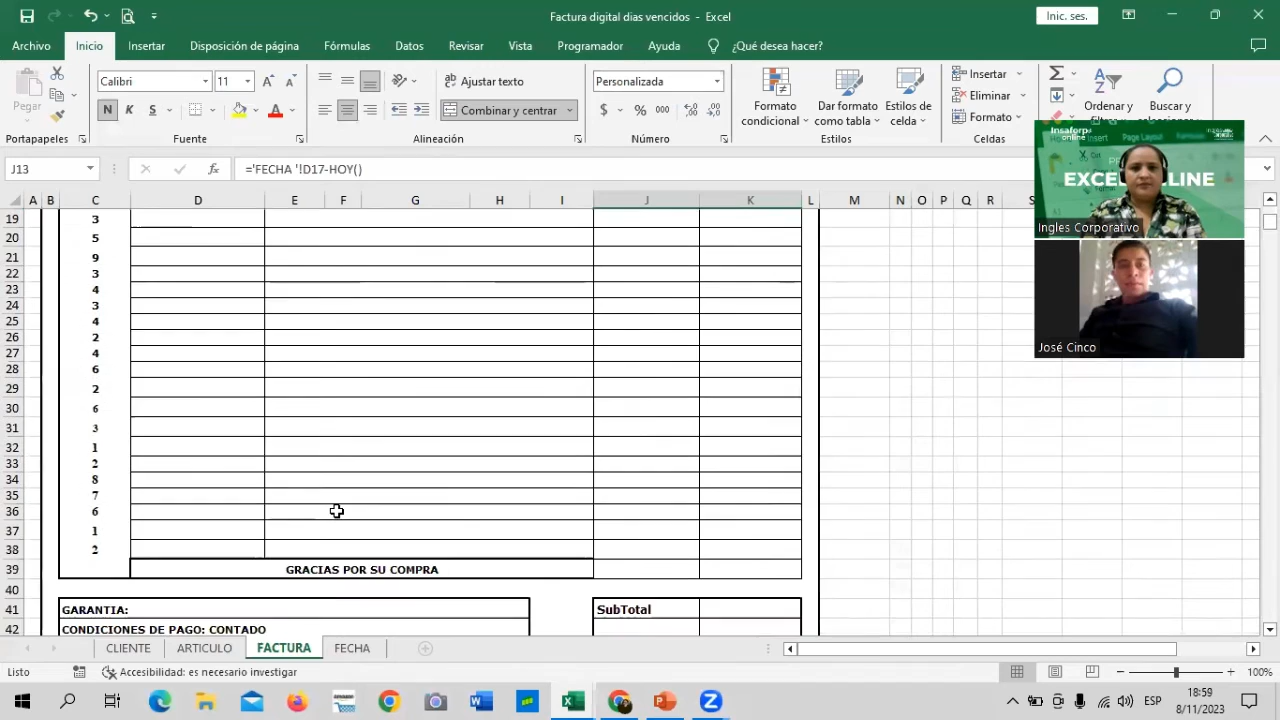 Factura digital dias vencidos - Excel
Inic. ses.
Archivo Inicio Insertar Disposición de página Fórmulas Datos Revisar Vista Programador Ayuda ¿Qué desea hacer?
Pegar
Calibri 11
N K S
Ajustar texto
Combinar y centrar
Personalizada
$ % 000
Formato condicional
Dar formato como tabla
Estilos de celda
Insertar
Eliminar
Formato
Ordenar y
Buscar y
Portapapeles Fuente Alineación Número Estilos Celdas
J13 fx ='FECHA '!D17-HOY()
A B C D E F G H I J K L M N O P Q R S
19 3
20 5
21 9
22 3
23 4
24 3
25 4
26 2
27 4
28 6
29 2
30 6
31 3
32 1
33 2
34 8
35 7
36 6
37 1
38 2
39 GRACIAS POR SU COMPRA
40
41 GARANTIA: SubTotal
42 CONDICIONES DE PAGO: CONTADO
Insaforp online
Insert Page Layout
Ingles Corporativo
José Cinco
CLIENTE ARTICULO FACTURA FECHA
Listo Accesibilidad: es necesario investigar 100%
ESP
18:59
8/11/2023